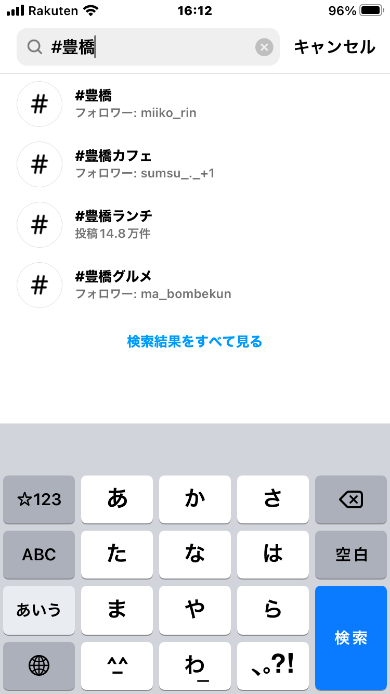 Rakuten 16:12 96%
#豊橋 キャンセル
#豊橋
フォロワー: miiko_rin
#豊橋カフェ
フォロワー: sumsu_._+1
#豊橋ランチ
投稿14.8万件
#豊橋グルメ
フォロワー: ma_bombekun
検索結果をすべて見る
☆123 あ か さ
ABC た な は 空白
あいう ま や ら 検索
^_^ わ_ 、。?!